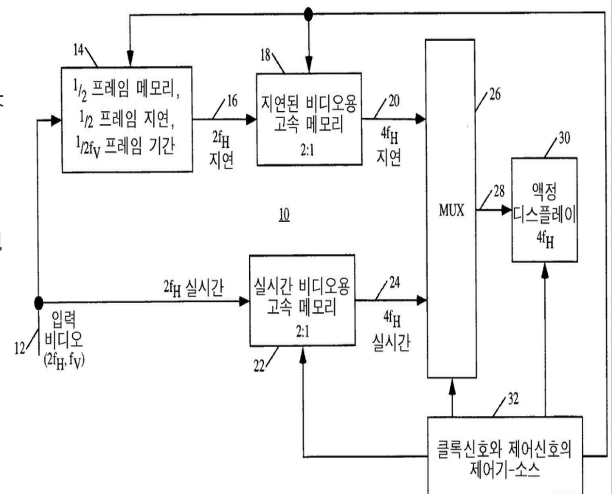 14
1/2 프레임 메모리,
1/2 프레임 지연,
1/2fV 프레임 기간
16
2fH
지연
18
지연된 비디오용
고속 메모리
2:1
20
4fH
지연
26
MUX
28
30
액정
디스플레이
4fH
10
2fH 실시간
실시간 비디오용
고속 메모리
2:1
22
24
4fH
실시간
12
입력
비디오
(2fH, fV)
32
클록신호와 제어신호의
제어기-소스